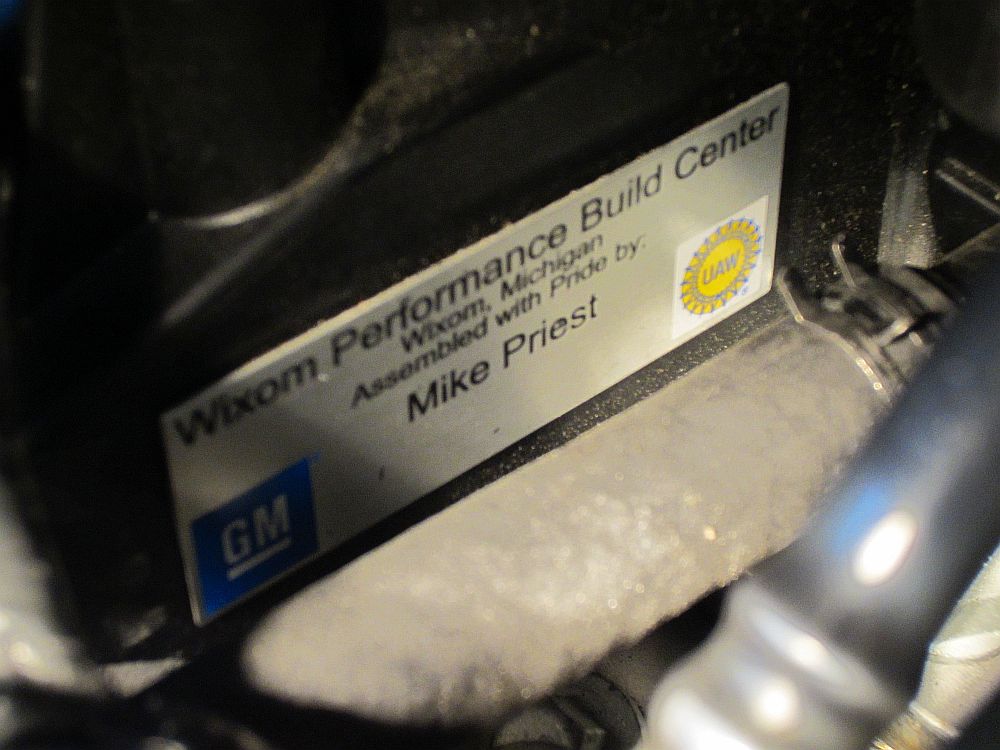 Wixom Performance Build Center
Wixom, Michigan
Assembled with Pride by:
Mike Priest
UAW
GM